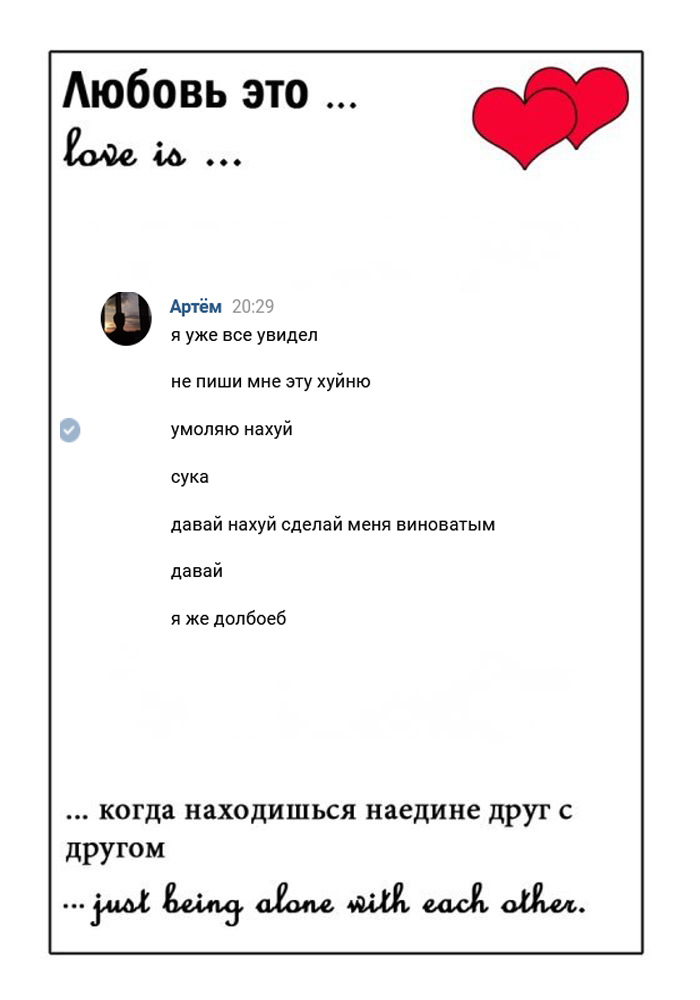 Любовь это ...
love is ...
Артём 20:29
я уже все увидел
не пиши мне эту хуйню
умоляю нахуй
сука
давай нахуй сделай меня виноватым
давай
я же долбоеб
... когда находишься наедине друг с
другом
... just being alone with each other.